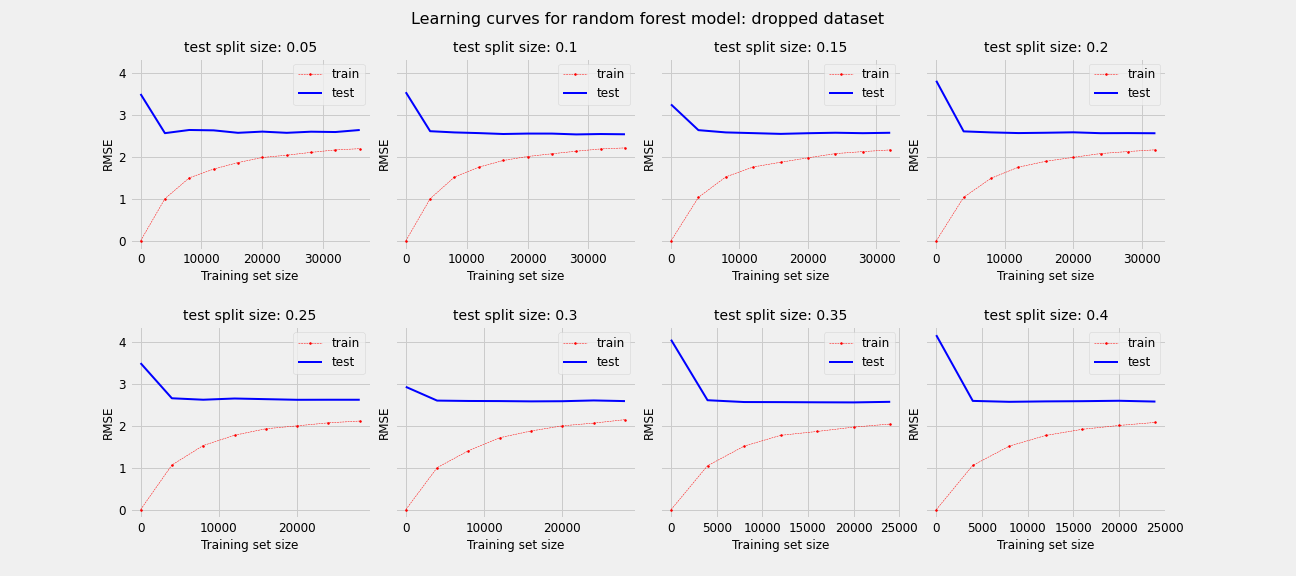 Learning curves for random forest model: dropped dataset
test split size: 0.05
test split size: 0.1
test split size: 0.15
test split size: 0.2
4
3
2
1
0
RMSE
train
test
RMSE
train
test
RMSE
train
test
RMSE
train
test
0 10000 20000 30000
0 10000 20000 30000
0 10000 20000 30000
0 10000 20000 30000
Training set size
Training set size
Training set size
Training set size
test split size: 0.25
test split size: 0.3
test split size: 0.35
test split size: 0.4
4
3
2
1
0
RMSE
train
test
train
test
RMSE
train
test
RMSE
train
test
0 10000 20000
0 10000 20000
0 5000 10000 15000 20000 25000
0 5000 10000 15000 20000 25000
Training set size
Training set size
Training set size
Training set size